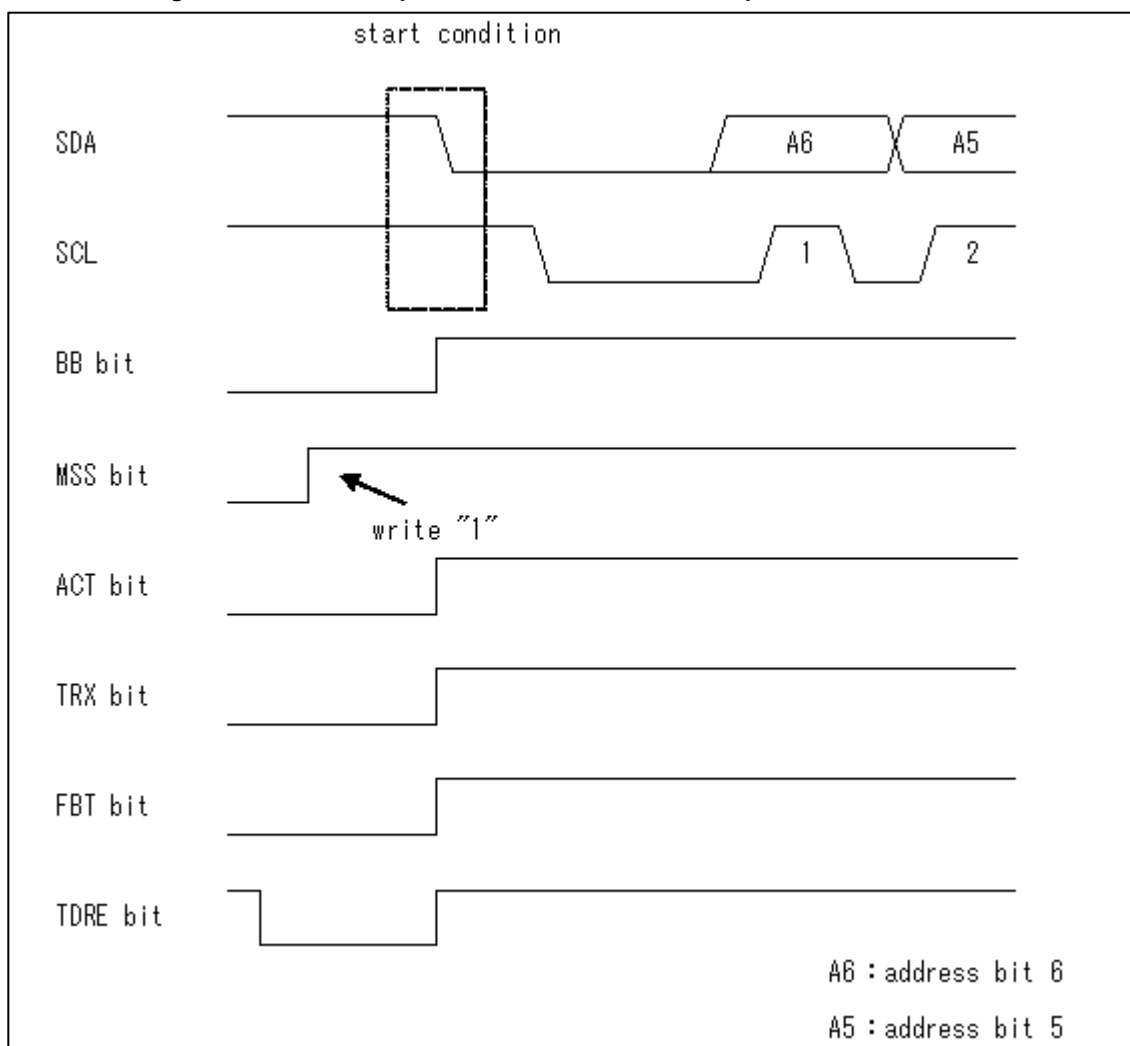 start condition
SDA
A6
A5
SCL
1
2
BB bit
MSS bit
write ″1″
ACT bit
TRX bit
FBT bit
TDRE bit
A6：address bit 6
A5：address bit 5